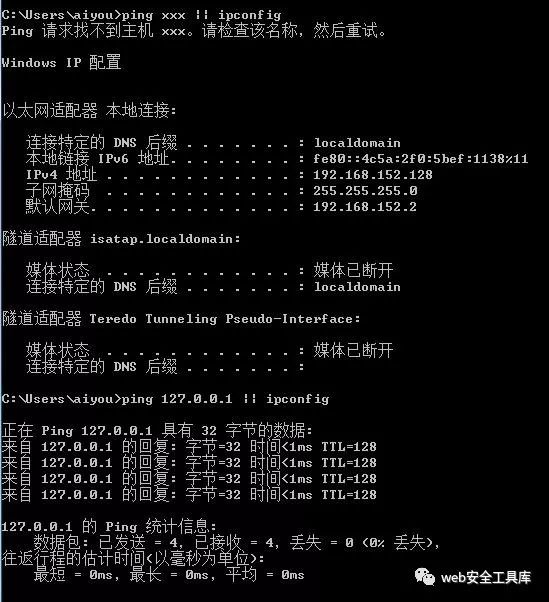 C:\Users\aiyou>ping xxx || ipconfig
Ping 请求找不到主机 xxx。请检查该名称，然后重试。
Windows IP 配置
以太网适配器 本地连接:
连接特定的 DNS 后缀 . . . . . . . : localdomain
本地链接 IPv6 地址. . . . . . . . : fe80::4c5a:2f0:5bef:1138%11
IPv4 地址 . . . . . . . . . . . . : 192.168.152.128
子网掩码 . . . . . . . . . . . . : 255.255.255.0
默认网关. . . . . . . . . . . . . : 192.168.152.2
隧道适配器 isatap.localdomain:
媒体状态 . . . . . . . . . . . . : 媒体已断开
连接特定的 DNS 后缀 . . . . . . . : localdomain
隧道适配器 Teredo Tunneling Pseudo-Interface:
媒体状态 . . . . . . . . . . . . : 媒体已断开
连接特定的 DNS 后缀 . . . . . . . :
C:\Users\aiyou>ping 127.0.0.1 || ipconfig
正在 Ping 127.0.0.1 具有 32 字节的数据:
来自 127.0.0.1 的回复: 字节=32 时间<1ms TTL=128
来自 127.0.0.1 的回复: 字节=32 时间<1ms TTL=128
来自 127.0.0.1 的回复: 字节=32 时间<1ms TTL=128
来自 127.0.0.1 的回复: 字节=32 时间<1ms TTL=128
127.0.0.1 的 Ping 统计信息:
数据包: 已发送 = 4，已接收 = 4，丢失 = 0 (0% 丢失)，
往返行程的估计时间(以毫秒为单位):
最短 = 0ms，最长 = 0ms，平均 = 0ms
web安全工具库